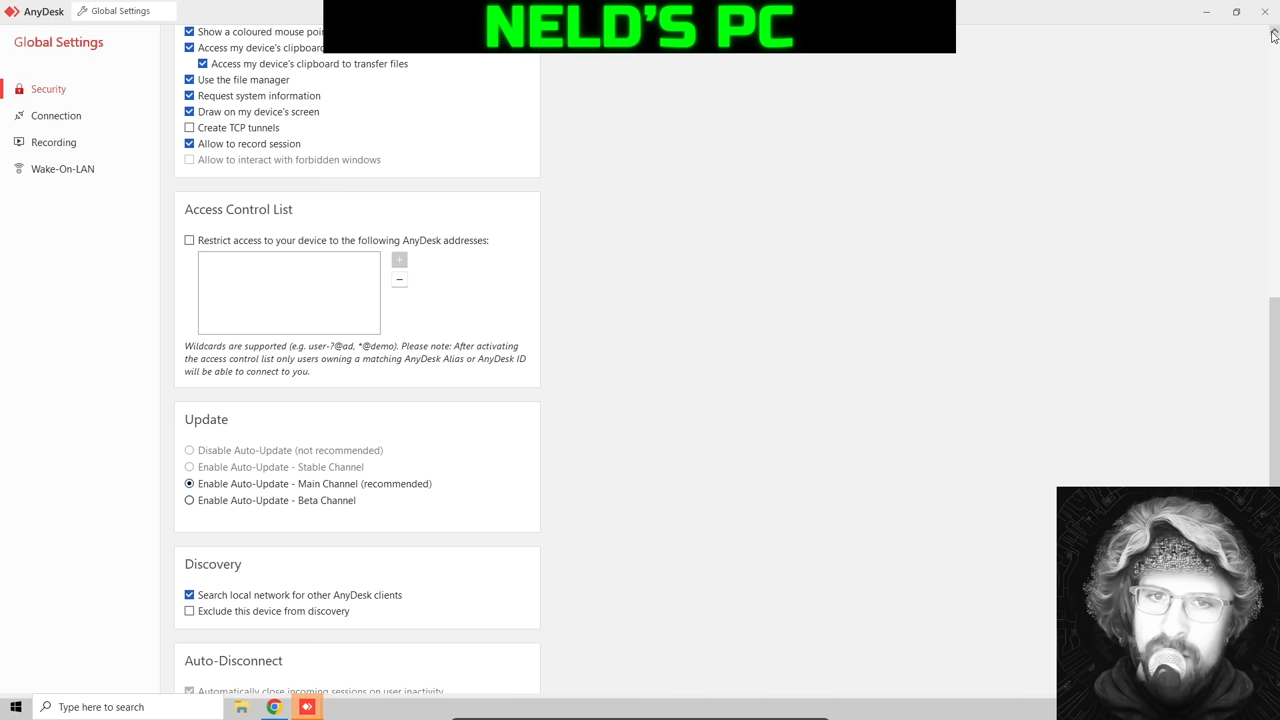 AnyDesk
Global Settings
NELD'S PC
Global Settings
Security
Connection
Recording
Wake-On-LAN
Show a coloured mouse
Access my device's
Access my device's clipboard to transfer files
Use the file manager
Request system information
Draw on my device's screen
Create TCP tunnels
Allow to record session
Allow to interact with forbidden windows
Access Control List
Restrict access to your device to the following AnyDesk addresses:
+
−
Wildcards are supported (e.g. user-?@ad, *@demo). Please note: After activating
the access control list only users owning a matching AnyDesk Alias or AnyDesk ID
will be able to connect to you.
Update
Disable Auto-Update (not recommended)
Enable Auto-Update - Stable Channel
Enable Auto-Update - Main Channel (recommended)
Enable Auto-Update - Beta Channel
Discovery
Search local network for other AnyDesk clients
Exclude this device from discovery
Auto-Disconnect
Automatically close incoming sessions on user inactivity
Type here to search